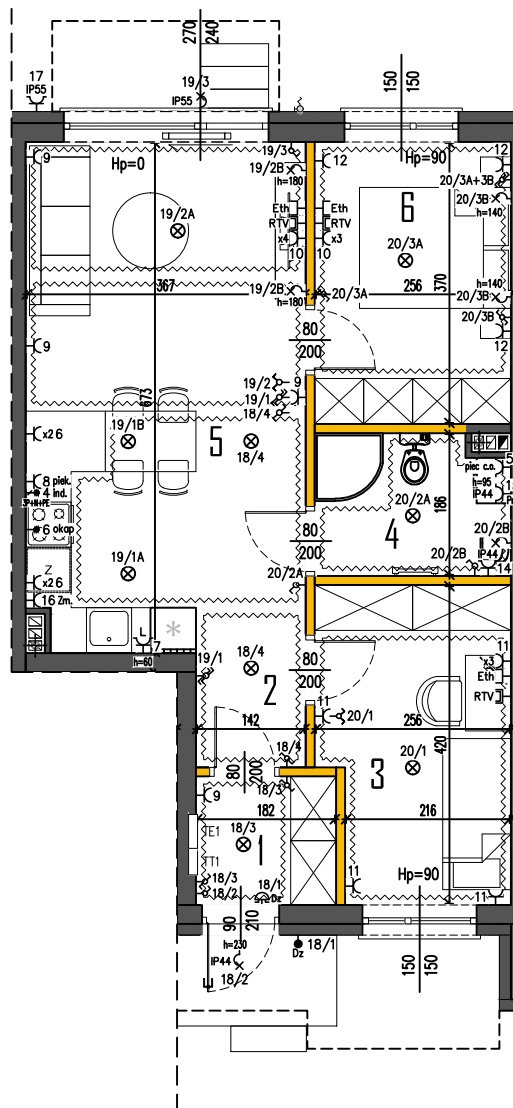 270 240
17
IP55
19/3
IP55
150 150
9
Hp=0
19/3
19/2B
h=180
12
Hp=90
12
20/3A+3B
20/3B
h=140
19/2A
Eth
RTV
x4
10
Eth
RTV
x3
10
6
20/3A
h=140
367
19/2B
h=180
20/3A
256
370
20/3B
20/3B
12
9
80
200
673
19/2
9
19/1
18/4
19/1B
x2 6
5
18/4
8 piek.
4 ind.
3P+N+PE
6 okap
piec c.o.
h=95
IP44
186
20/2A
4
80
200
20/2B
IP44
14
19/1A
Z
x2 6
16 Zm.
20/2A
20/2B
L
7
h=60
19/1
18/4
2
80
200
11
x3
Eth
RTV
11
20/1
142
256
420
18/4
80
200
18/3
20/1
3
9
182
216
TE1
18/3
1
TT1
18/3
18/2
18/1
Dz
11
Hp=90
11
90
210
h=230
IP44
18/2
Dz
18/1
150 150